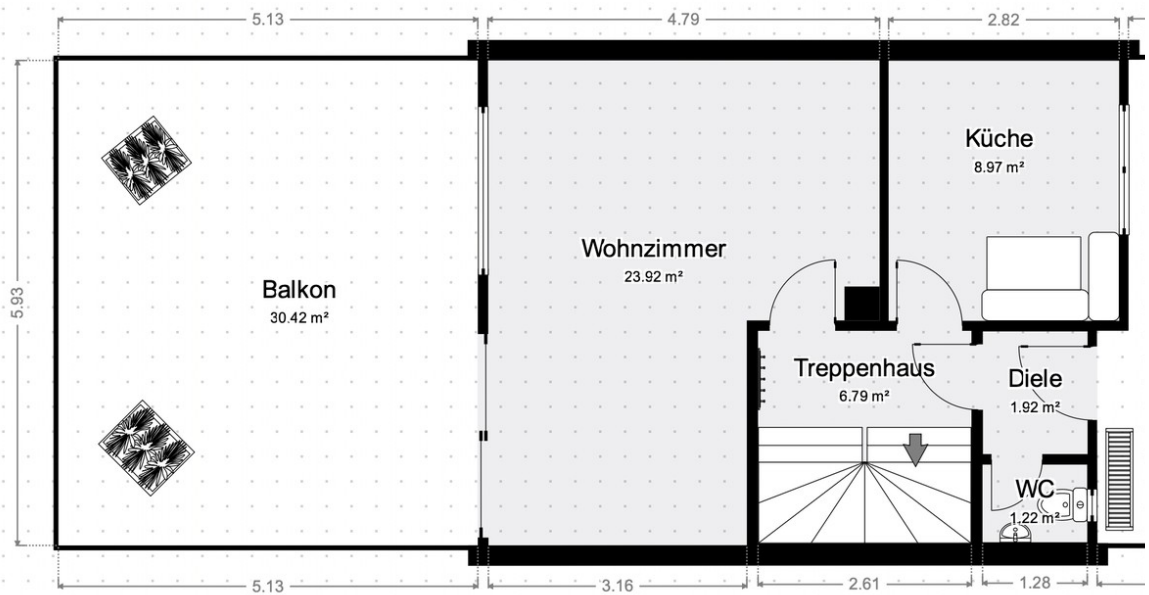 5.13
4.79
2.82
Küche
8.97 m²
Wohnzimmer
23.92 m²
Balkon
30.42 m²
5.93
Treppenhaus
6.79 m²
Diele
1.92 m²
WC
1.22 m²
5.13
3.16
2.61
1.28